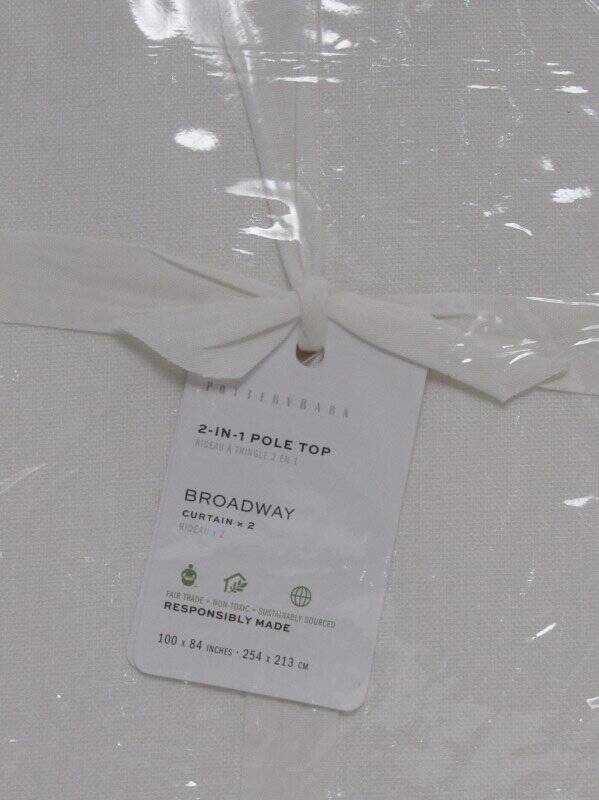 POTTERYBARN
2-IN-1 POLE TOP
RIDEAU À TRINGLE 2 EN 1
BROADWAY
CURTAIN × 2
RIDEAU x 2
FAIR TRADE • NON-TOXIC • SUSTAINABLY SOURCED
RESPONSIBLY MADE
100 x 84 INCHES · 254 x 213 CM